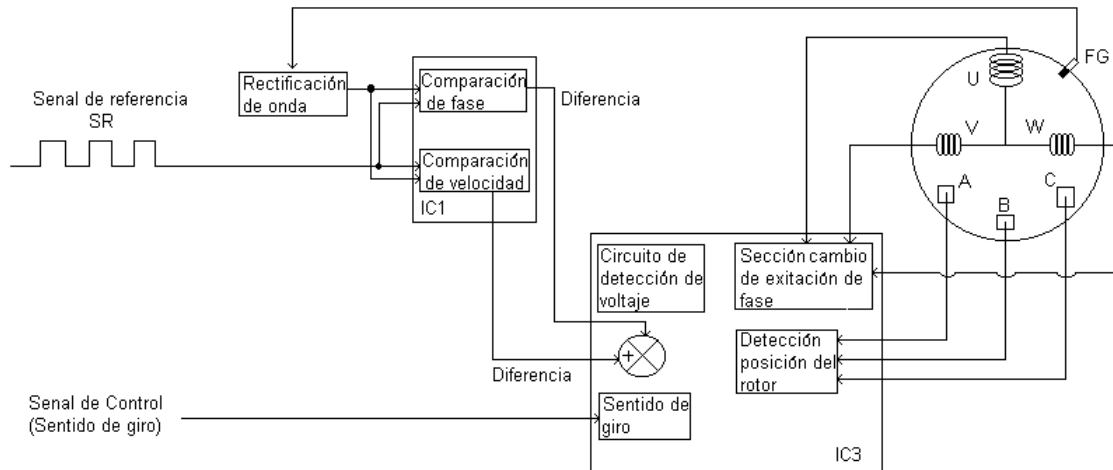 FG
U
Rectificación
de onda
Comparación
de fase
Diferencia
Senal de referencia
SR
V
W
Comparación
de velocidad
IC1
A
B
C
Circuito de
detección de
voltaje
Sección cambio
de exitación de
fase
+
Detección
posición del
rotor
Diferencia
Senal de Control
(Sentido de giro)
Sentido de
giro
IC3